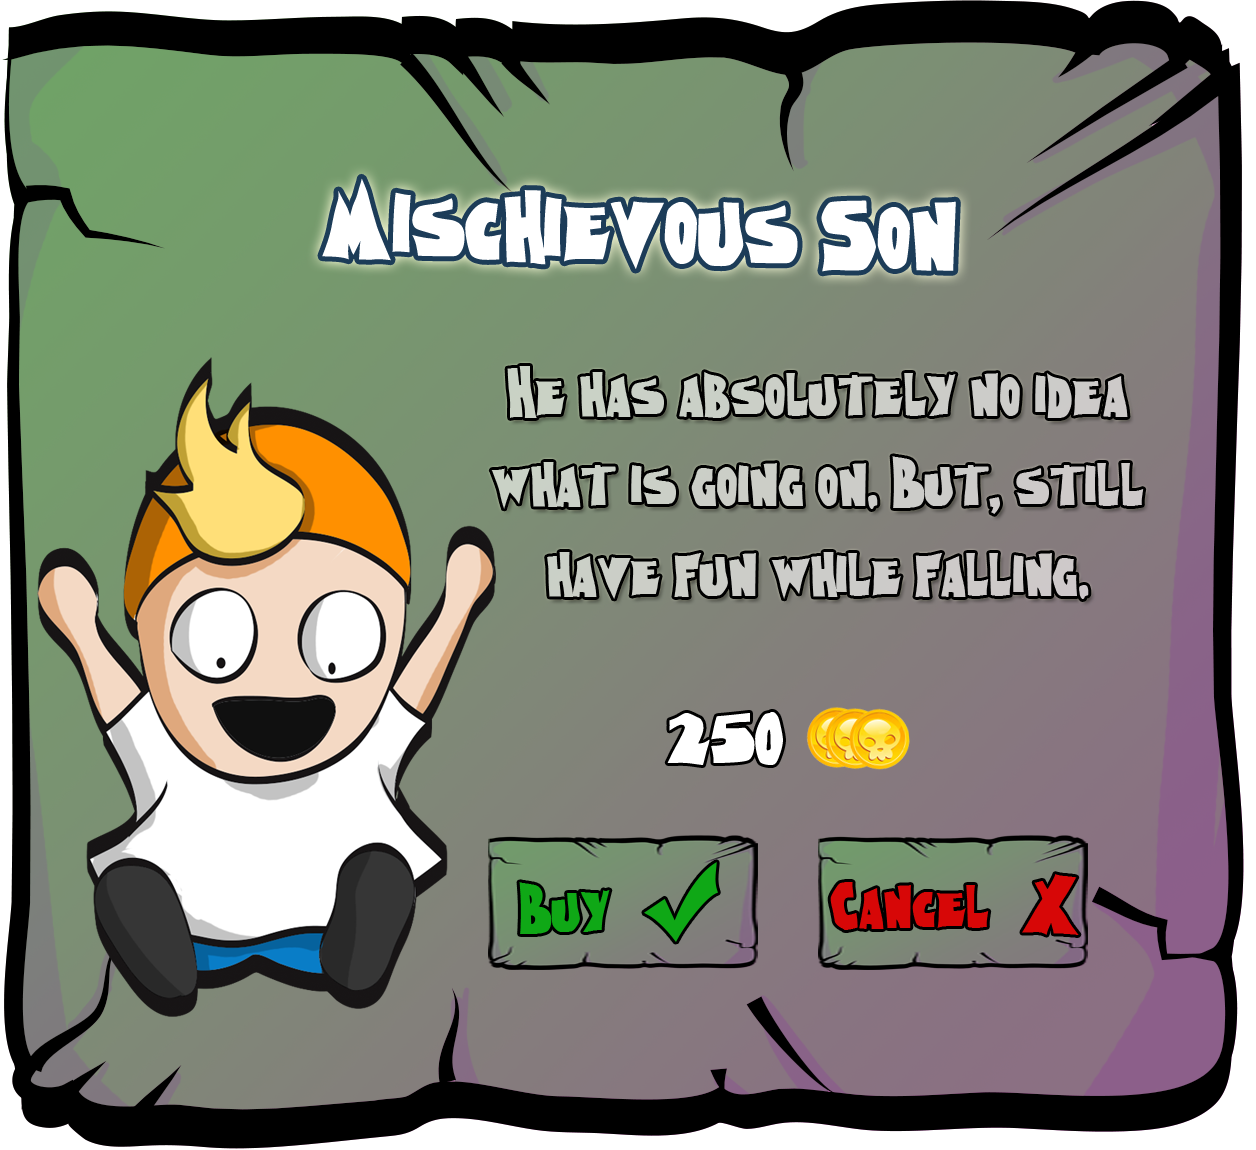 Mischievous Son
He has absolutely no idea
what is going on. But, still
have fun while falling.
250
Buy
Cancel X